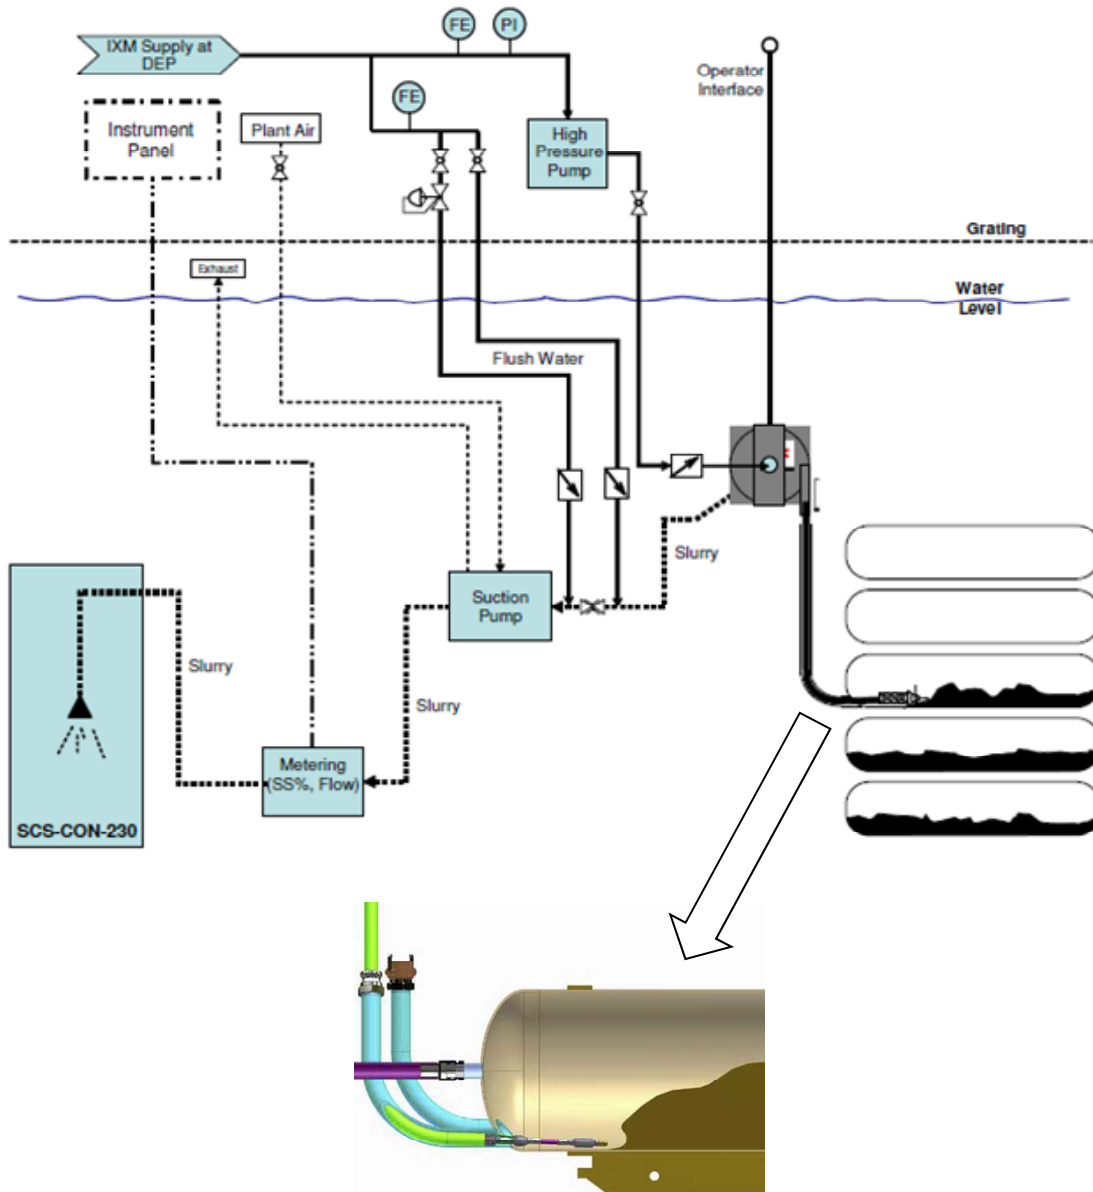 FE
PI
IXM Supply at
DEP
Operator
Interface
FE
Instrument
Panel
Plant Air
High
Pressure
Pump
Grating
Exhaust
Water
Level
Flush Water
Slurry
Suction
Pump
Slurry
Slurry
Metering
(SS%, Flow)
SCS-CON-230